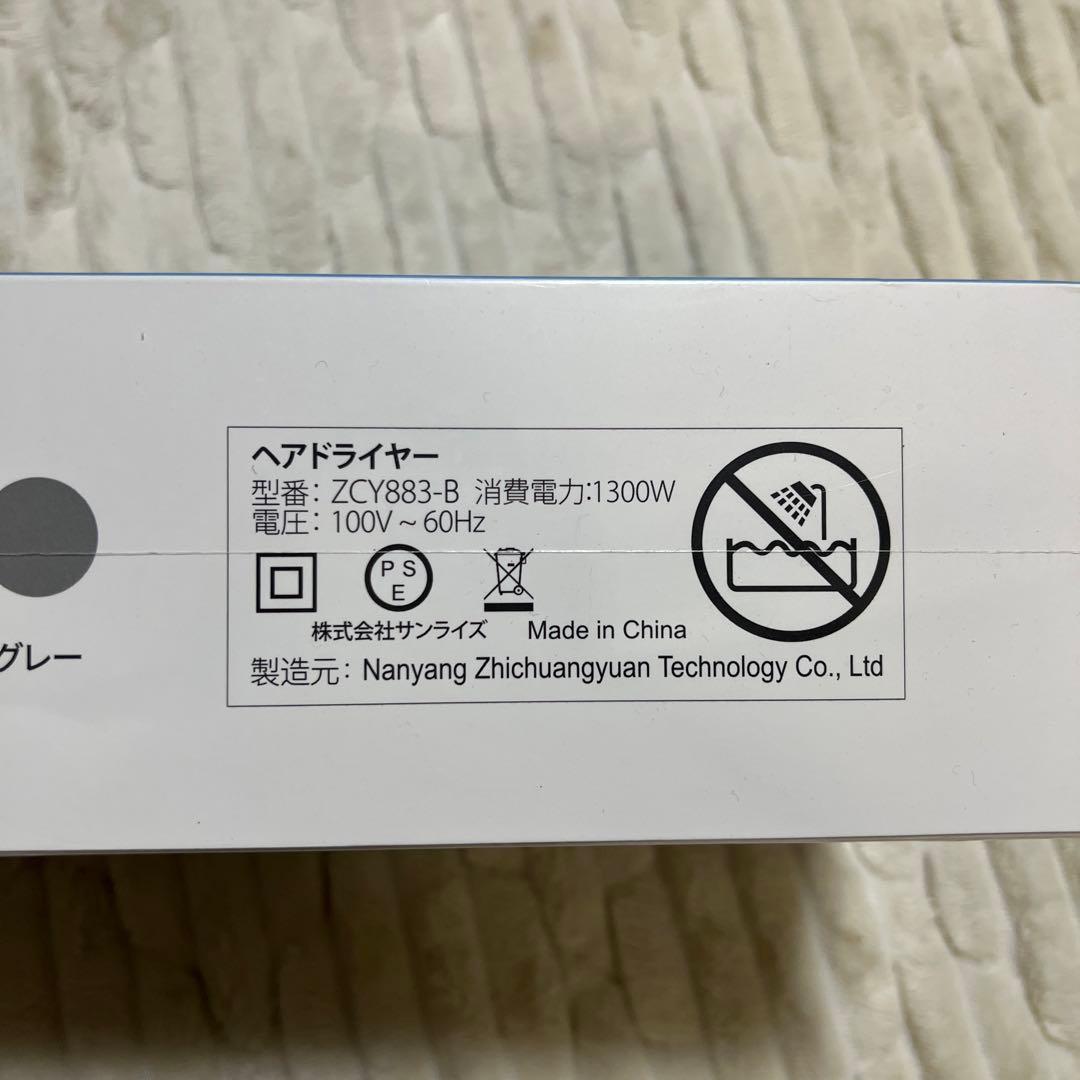 ヘアドライヤー
型番: ZCY883-B 消費電力:1300W
電圧: 100V ~ 60Hz
PSE
株式会社サンライズ Made in China
製造元: Nanyang Zhichuangyuan Technology Co., Ltd
グレー